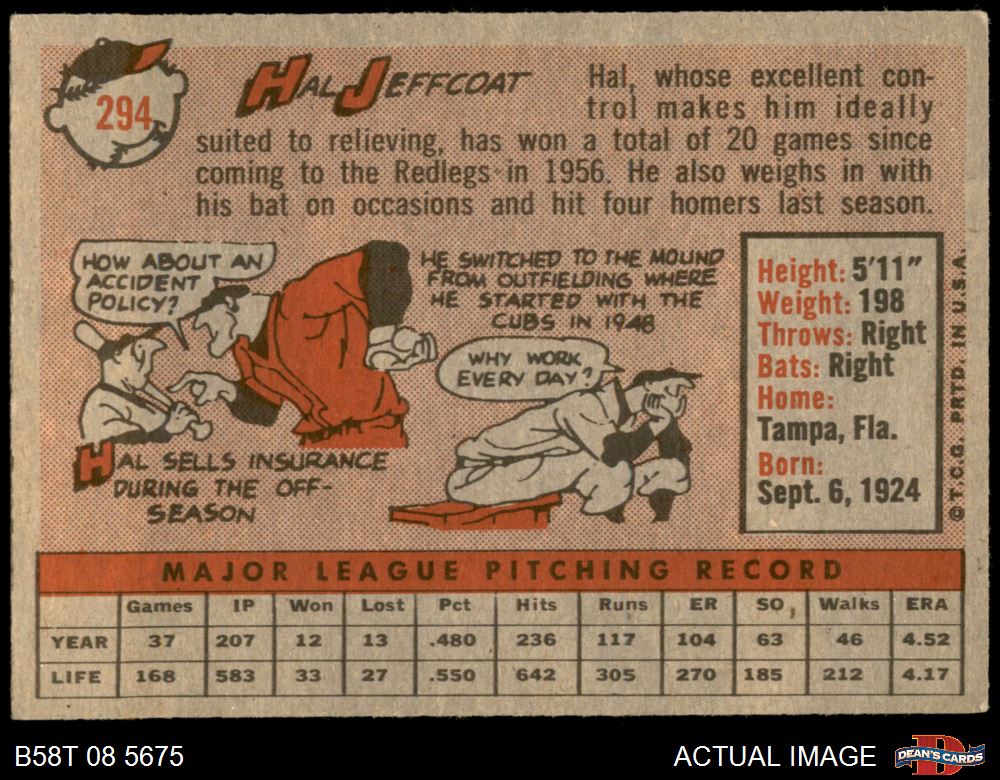 294
HAL JEFFCOAT
Hal, whose excellent con-
trol makes him ideally
suited to relieving, has won a total of 20 games since
coming to the Redlegs in 1956. He also weighs in with
his bat on occasions and hit four homers last season.
HOW ABOUT AN
ACCIDENT
POLICY?
HAL SELLS INSURANCE
DURING THE OFF-
SEASON
HE SWITCHED TO THE MOUND
FROM OUTFIELDING WHERE
HE STARTED WITH THE
CUBS IN 1948
WHY WORK
EVERY DAY?
Height: 5'11"
Weight: 198
Throws: Right
Bats: Right
Home:
Tampa, Fla.
Born:
Sept. 6, 1924
© T.C.G. PRTD. IN U.S.A.
MAJOR LEAGUE PITCHING RECORD
Games IP Won Lost Pct Hits Runs ER SO Walks ERA
YEAR 37 207 12 13 .480 236 117 104 63 46 4.52
LIFE 168 583 33 27 .550 642 305 270 185 212 4.17
B58T 08 5675
ACTUAL IMAGE
D
DEAN'S CARDS